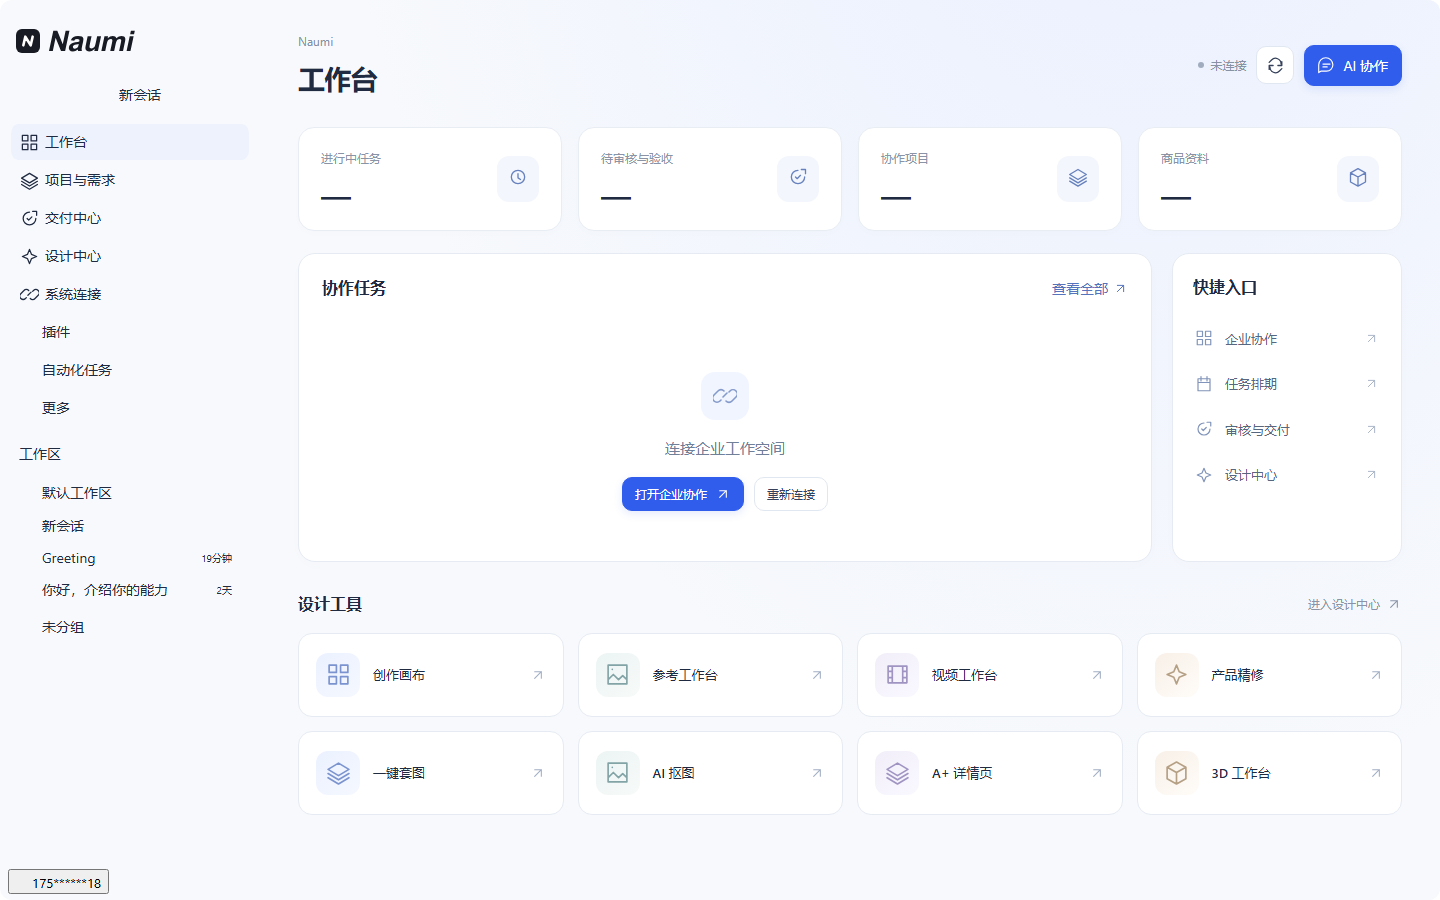 Naumi
新会话
工作台
项目与需求
交付中心
设计中心
系统连接
插件
自动化任务
更多
工作区
默认工作区
新会话
Greeting 19分钟
你好，介绍你的能力 2天
未分组
175******18
Naumi
工作台
未连接
AI 协作
进行中任务
—
待审核与验收
—
协作项目
—
商品资料
—
协作任务
查看全部
连接企业工作空间
打开企业协作
重新连接
快捷入口
企业协作
任务排期
审核与交付
设计中心
设计工具
进入设计中心
创作画布
参考工作台
视频工作台
产品精修
一键套图
AI 抠图
A+ 详情页
3D 工作台